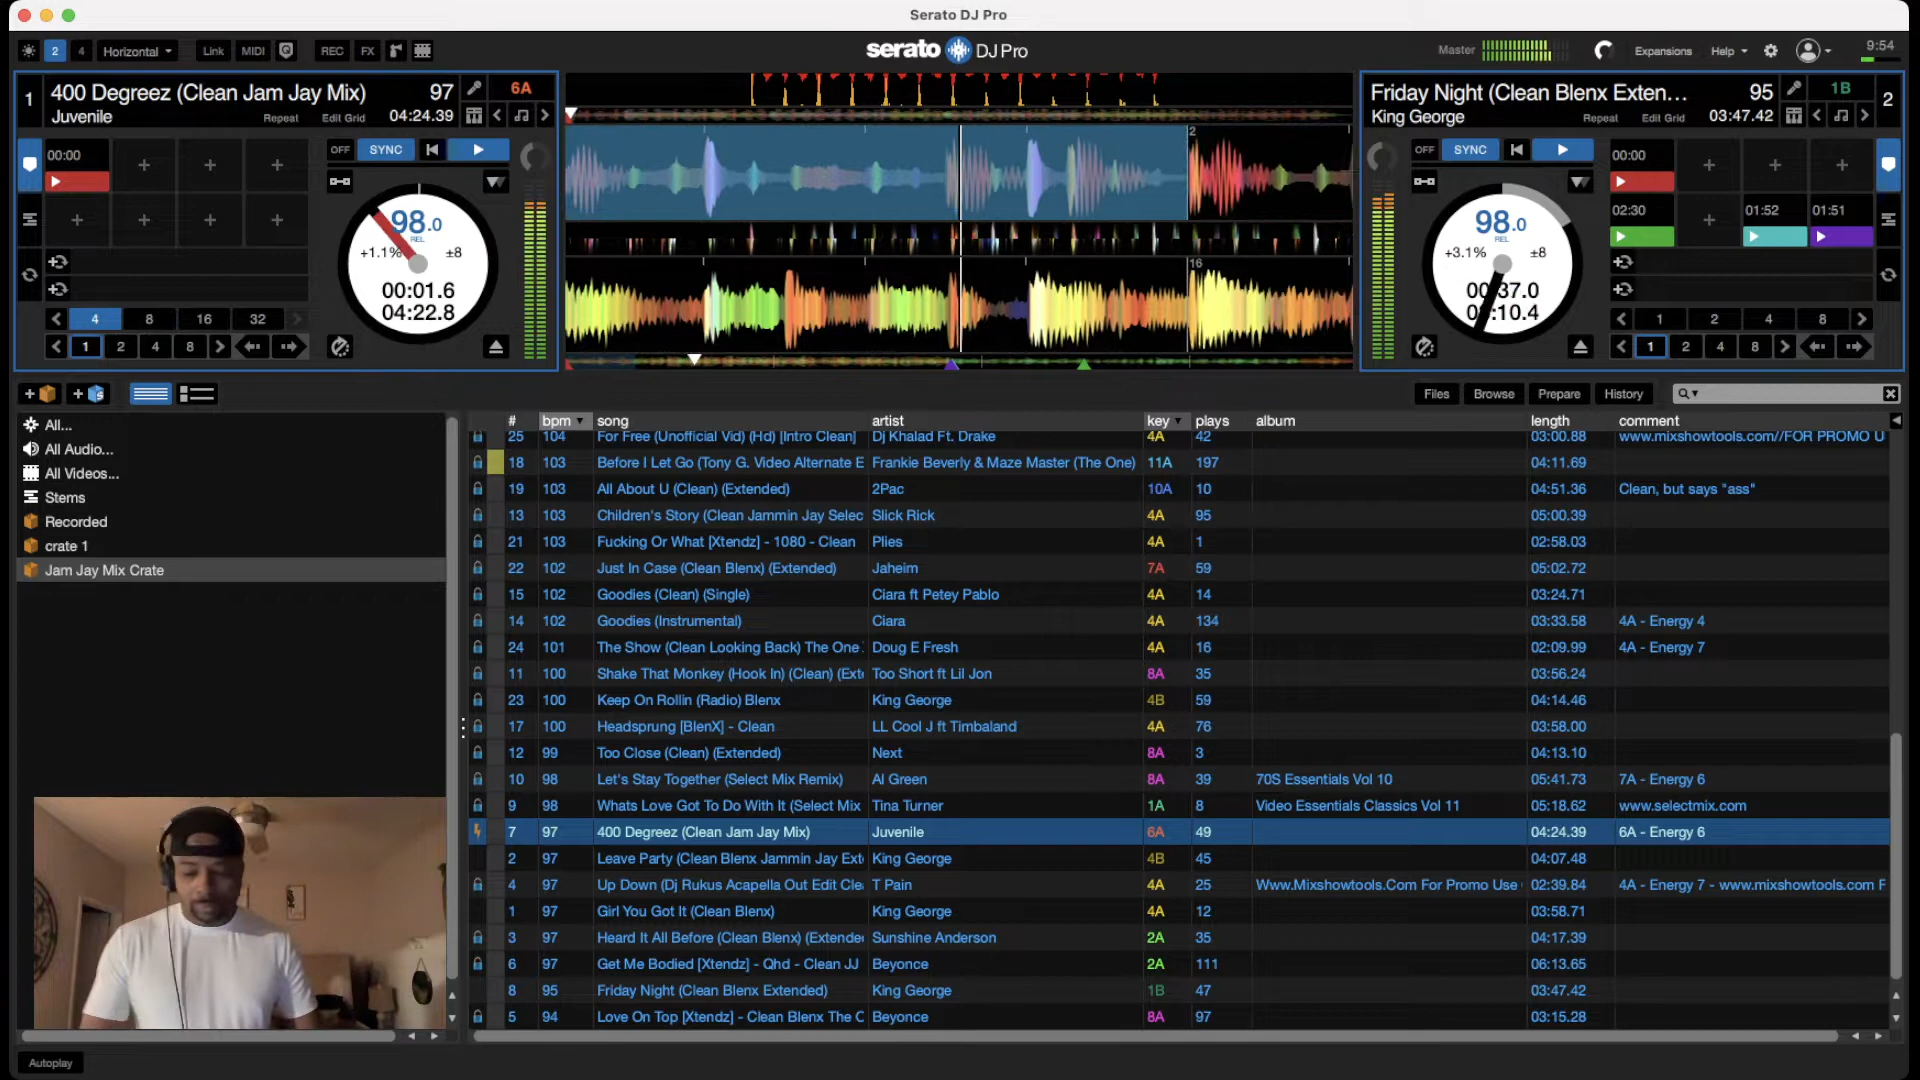 Serato DJ Pro
2 4 Horizontal Link MIDI REC FX serato DJ Pro Master Expansions Help 9:54
1 400 Degreez (Clean Jam Jay Mix) 97 6A
Juvenile Repeat Edit Grid 04:24.39
00:00 OFF SYNC
98.0
REL
+1.1% ±8
00:01.6
04:22.8
4 8 16 32
1 2 4 8
2
16
Friday Night (Clean Blenx Exten... 95 1B 2
King George Repeat Edit Grid 03:47.42
OFF SYNC 00:00
02:30 01:52 01:51
98.0
REL
+3.1% ±8
1 2 4 8
1 2 4 8
Files Browse Prepare History
All...
All Audio...
All Videos...
Stems
Recorded
crate 1
Jam Jay Mix Crate
# bpm song artist key plays album length comment
25 104 For Free (Unofficial Vid) (Hd) [Intro Clean] Dj Khalad Ft. Drake 4A 42 03:00.88 www.mixshowtools.com//FOR PROMO U
18 103 Before I Let Go (Tony G. Video Alternate E Frankie Beverly & Maze Master (The One) 11A 197 04:11.69
19 103 All About U (Clean) (Extended) 2Pac 10A 10 04:51.36 Clean, but says "ass"
13 103 Children's Story (Clean Jammin Jay Selec Slick Rick 4A 95 05:00.39
21 103 Fucking Or What [Xtendz] - 1080 - Clean Plies 4A 1 02:58.03
22 102 Just In Case (Clean Blenx) (Extended) Jaheim 7A 59 05:02.72
15 102 Goodies (Clean) (Single) Ciara ft Petey Pablo 4A 14 03:24.71
14 102 Goodies (Instrumental) Ciara 4A 134 03:33.58 4A - Energy 4
24 101 The Show (Clean Looking Back) The One Doug E Fresh 4A 16 02:09.99 4A - Energy 7
11 100 Shake That Monkey (Hook In) (Clean) (Ext Too Short ft Lil Jon 8A 35 03:56.24
23 100 Keep On Rollin (Radio) Blenx King George 4B 59 04:14.46
17 100 Headsprung [BlenX] - Clean LL Cool J ft Timbaland 4A 76 03:58.00
12 99 Too Close (Clean) (Extended) Next 8A 3 04:13.10
10 98 Let's Stay Together (Select Mix Remix) Al Green 8A 39 70S Essentials Vol 10 05:41.73 7A - Energy 6
9 98 Whats Love Got To Do With It (Select Mix Tina Turner 1A 8 Video Essentials Classics Vol 11 05:18.62 www.selectmix.com
7 97 400 Degreez (Clean Jam Jay Mix) Juvenile 6A 49 04:24.39 6A - Energy 6
2 97 Leave Party (Clean Blenx Jammin Jay Ext King George 4B 45 04:07.48
4 97 Up Down (Dj Rukus Acapella Out Edit Cle T Pain 4A 25 Www.Mixshowtools.Com For Promo Use 02:39.84 4A - Energy 7 - www.mixshowtools.com F
1 97 Girl You Got It (Clean Blenx) King George 4A 12 03:58.71
3 97 Heard It All Before (Clean Blenx) (Extende Sunshine Anderson 2A 35 04:17.39
6 97 Get Me Bodied [Xtendz] - Qhd - Clean JJ Beyonce 2A 111 06:13.65
8 95 Friday Night (Clean Blenx Extended) King George 1B 47 03:47.42
5 94 Love On Top [Xtendz] - Clean Blenx The C Beyonce 8A 97 03:15.28
Autoplay